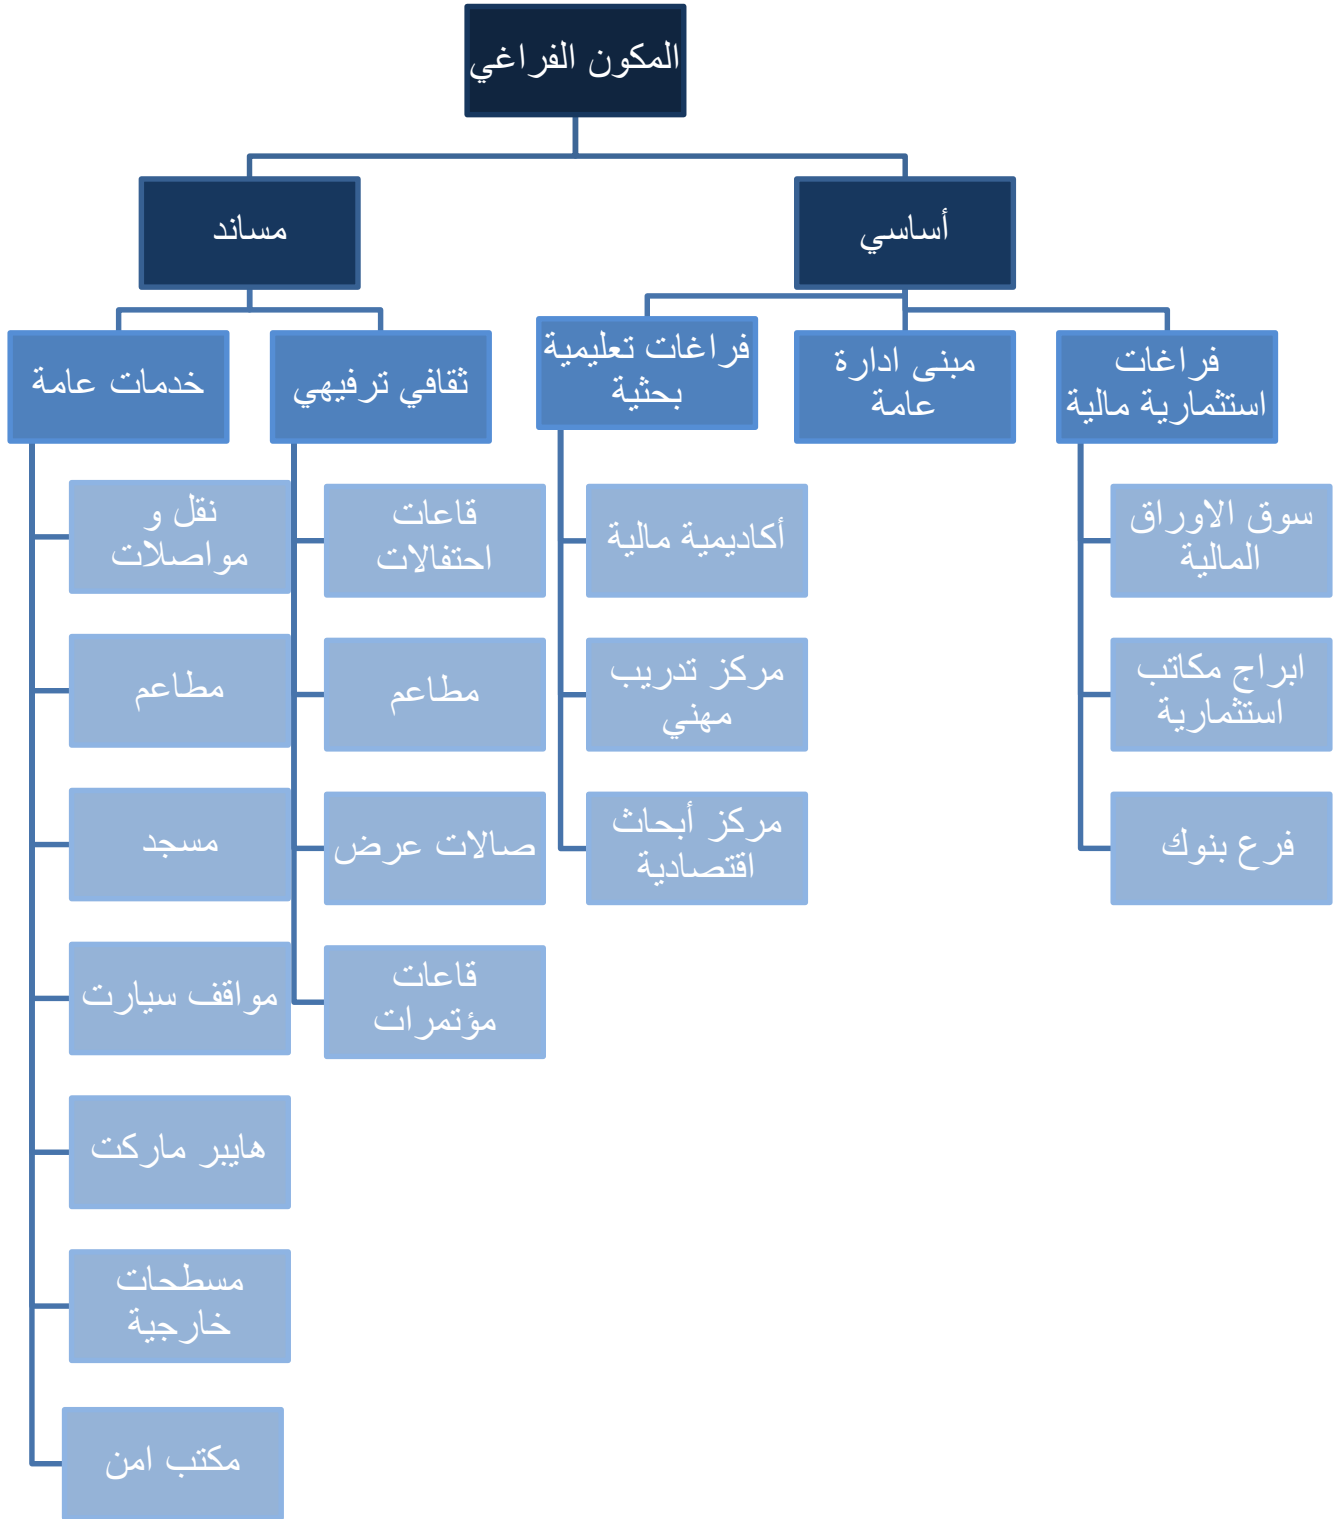 المكون الفراغي
أساسي
مساند
فراغات
استثمارية مالية
مبنى ادارة
عامة
فراغات تعليمية
بحثية
ثقافي ترفيهي
خدمات عامة
سوق الاوراق
المالية
ابراج مكاتب
استثمارية
فرع بنوك
أكاديمية مالية
مركز تدريب
مهني
مركز أبحاث
اقتصادية
قاعات
احتفالات
مطاعم
صالات عرض
قاعات
مؤتمرات
نقل و
مواصلات
مطاعم
مسجد
مواقف سيارت
هايبر ماركت
مسطحات
خارجية
مكتب امن